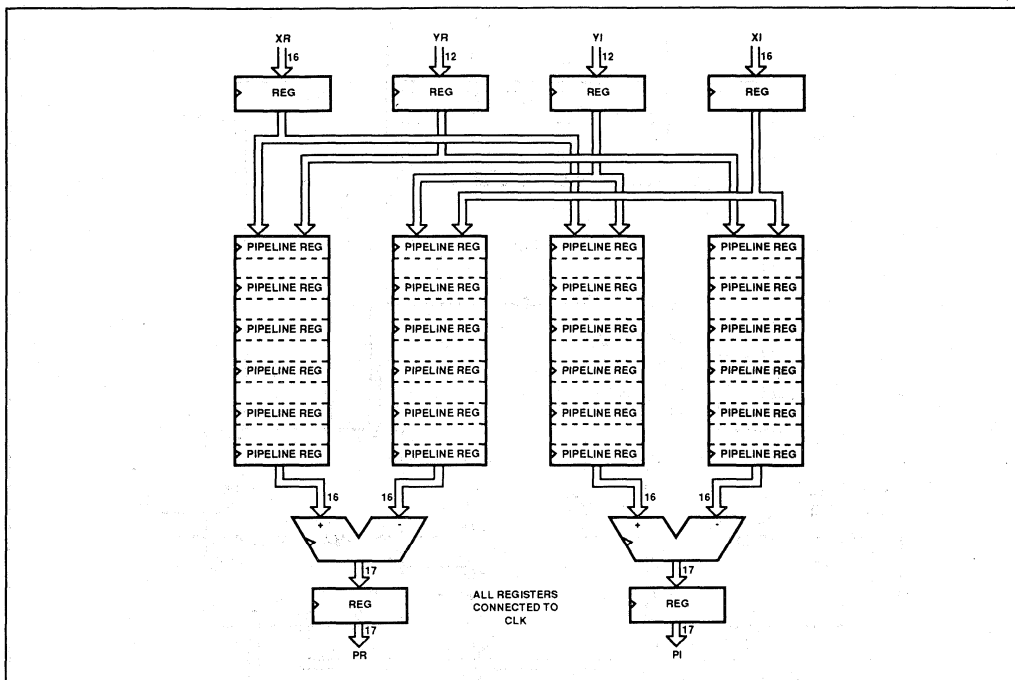 XR YR YI XI
16 12 12 16
REG REG REG REG
PIPELINE REG PIPELINE REG PIPELINE REG PIPELINE REG
PIPELINE REG PIPELINE REG PIPELINE REG PIPELINE REG
PIPELINE REG PIPELINE REG PIPELINE REG PIPELINE REG
PIPELINE REG PIPELINE REG PIPELINE REG PIPELINE REG
PIPELINE REG PIPELINE REG PIPELINE REG PIPELINE REG
PIPELINE REG PIPELINE REG PIPELINE REG PIPELINE REG
16 16 16 16
+ - + -
17 17
REG REG
ALL REGISTERS
CONNECTED TO
CLK
17 17
PR PI